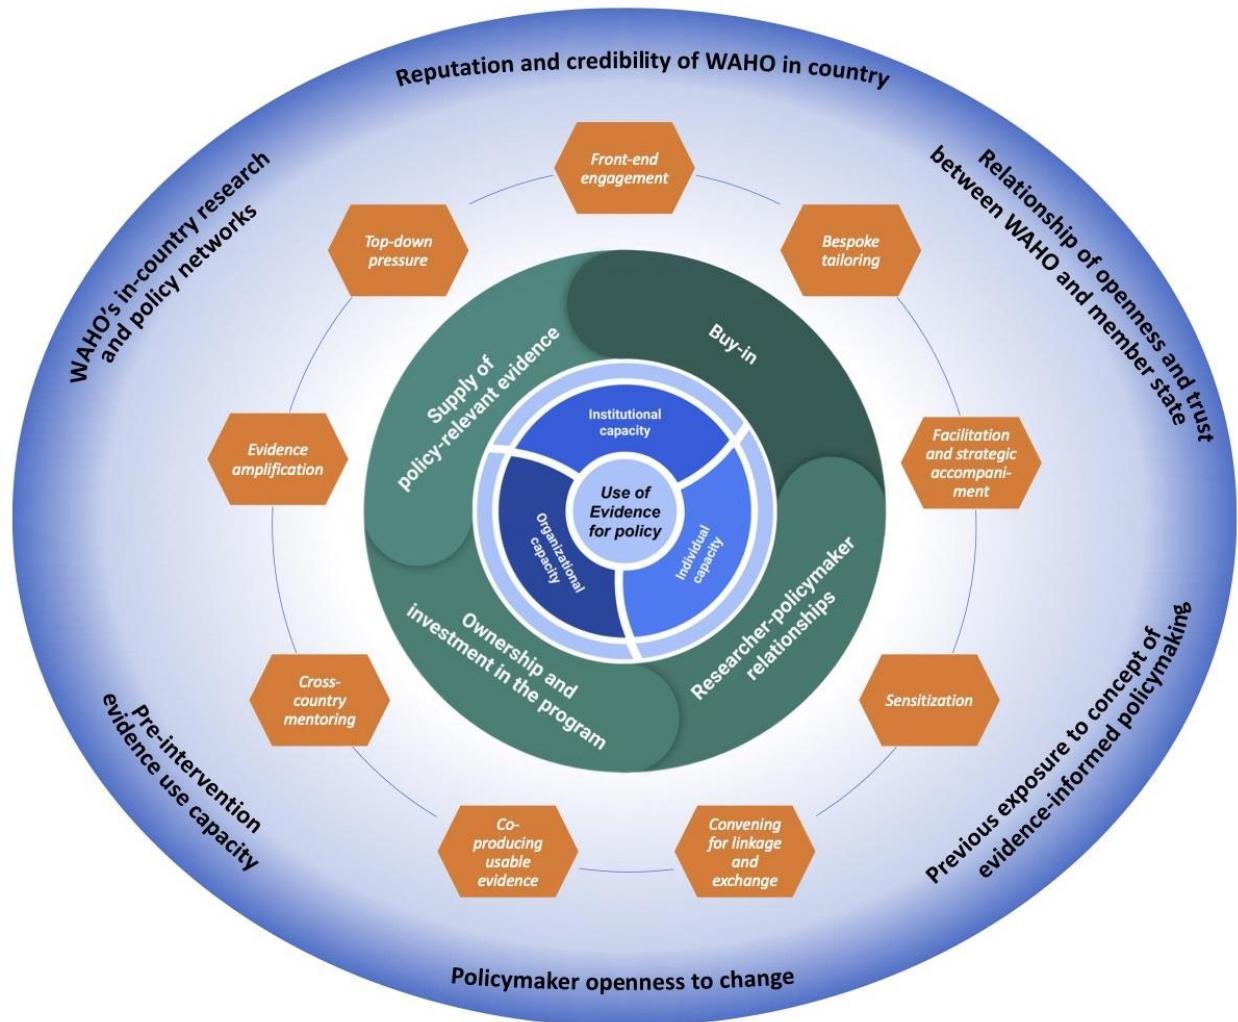 Reputation and credibility of WAHO in country
WAHO's in-country research
and policy networks
Relationship of openness and trust
between WAHO and member state
Front-end
engagement
Top-down
pressure
Bespoke
tailoring
Buy-in
Supply of
policy-relevant evidence
Institutional
capacity
Evidence
amplification
Facilitation
and strategic
accompani-
ment
Use of
Evidence
for policy
Organizational
capacity
Individual
capacity
Researcher-policymaker
relationships
Ownership and
investment in the program
Cross-
country
mentoring
Sensitization
Pre-intervention
evidence use capacity
Previous exposure to concept of
evidence-informed policymaking
Co-
producing
usable
evidence
Convening
for linkage
and
exchange
Policymaker openness to change